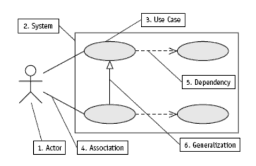 3. Use Case
2. System
5. Dependency
1. Actor
4. Association
6. Generalization